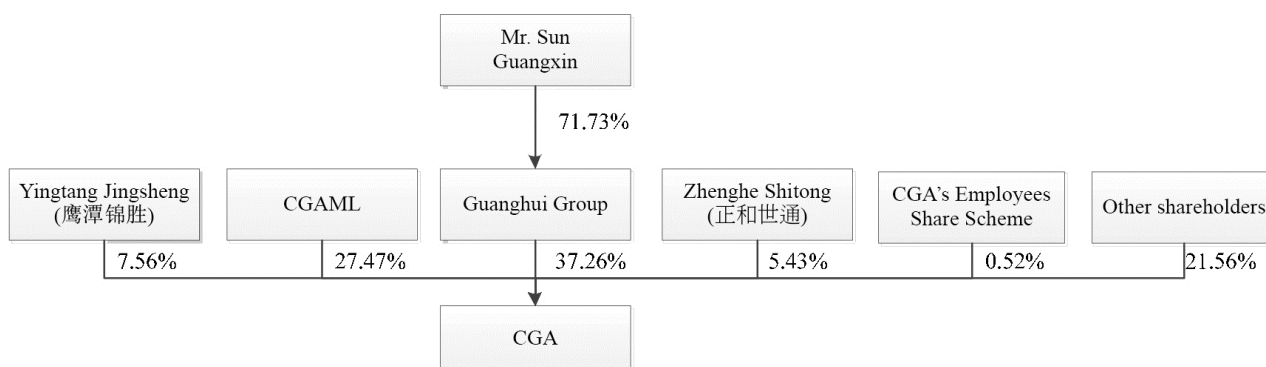 Mr. Sun
Guangxin
71.73%
Yingtang Jingsheng
(鹰潭锦胜)
CGAML
Guanghui Group
Zhenghe Shitong
(正和世通)
CGA's Employees
Share Scheme
Other shareholders
7.56%
27.47%
37.26%
5.43%
0.52%
21.56%
CGA